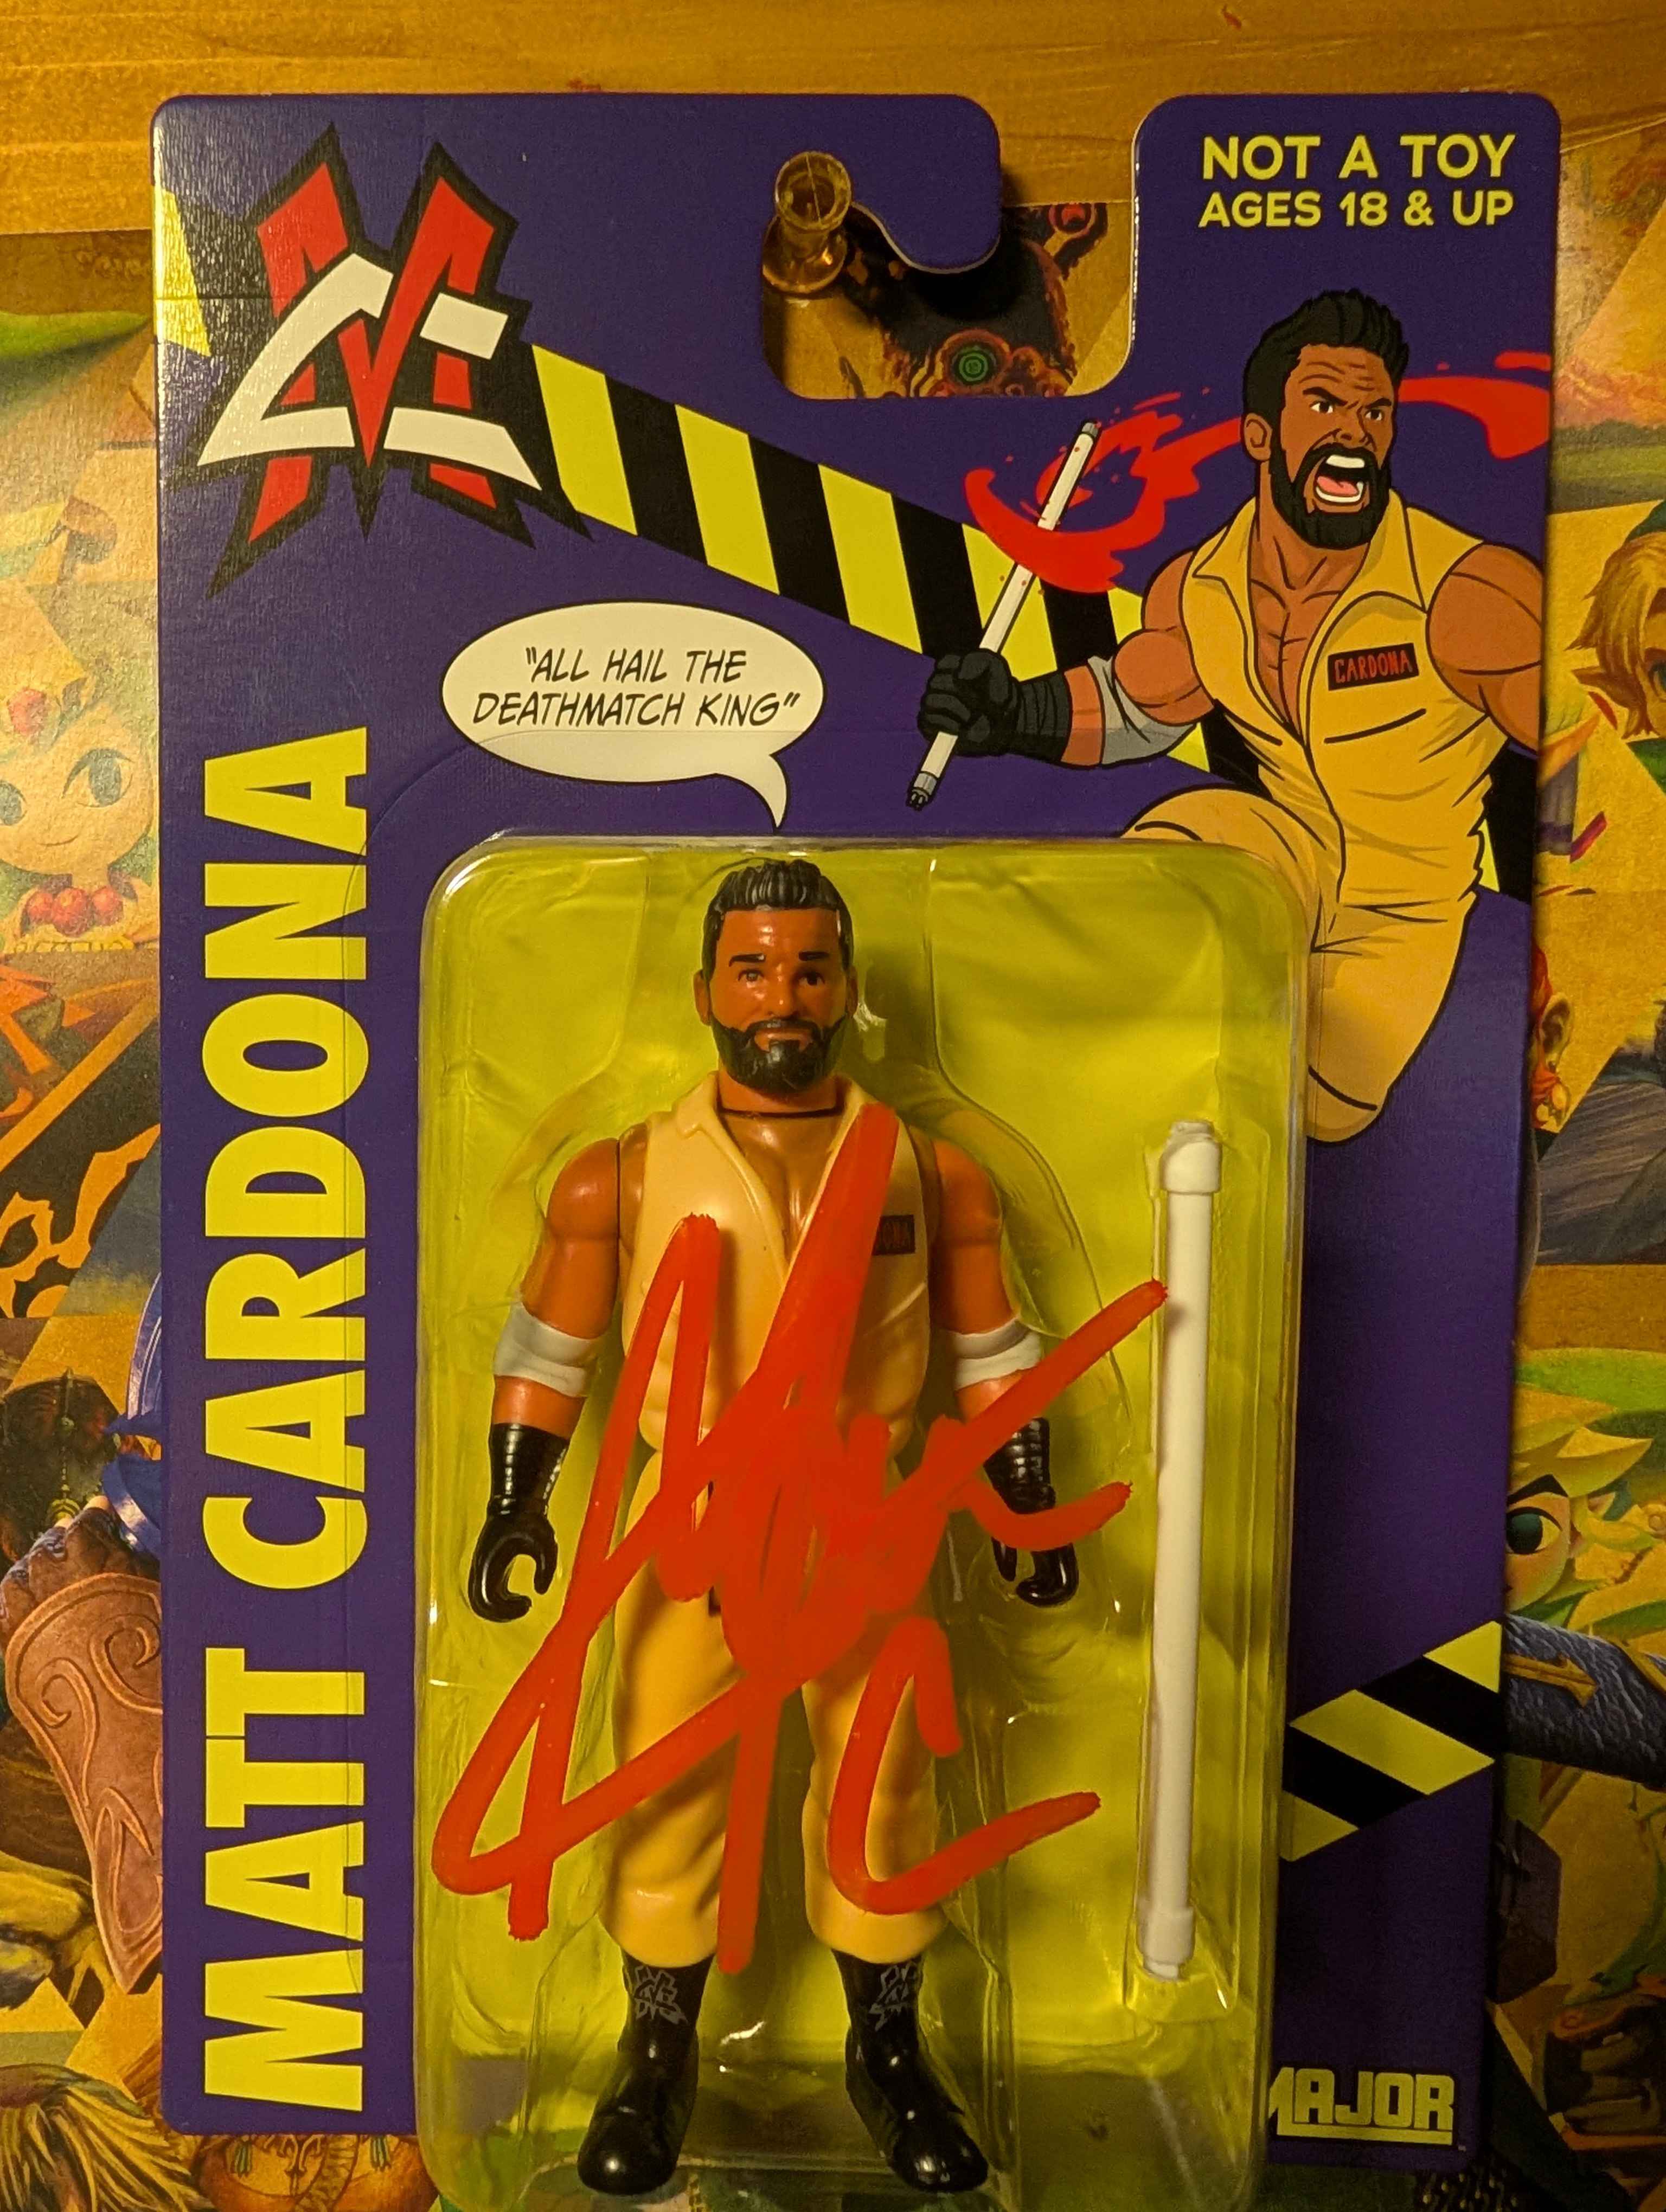 NOT A TOY
AGES 18 & UP
"ALL HAIL THE
DEATHMATCH KING"
CARDONA
MATT CARDONA
MAJOR